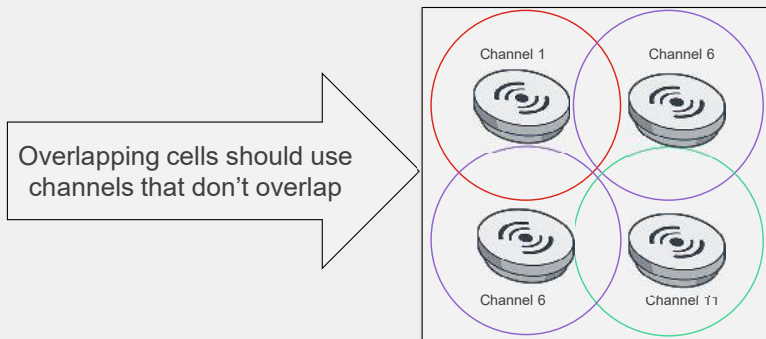 Overlapping cells should use
channels that don’t overlap
Channel 1
Channel 6
Channel 6
Channel 11